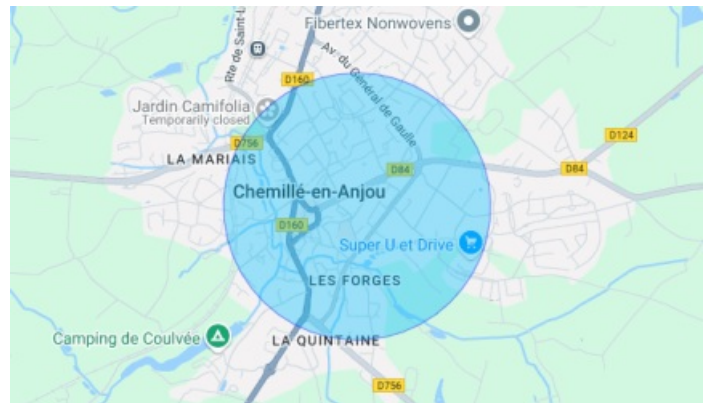 Fibertex Nonwovens
Rte de Saint-L
Av. du Général de Gaulle
D160
Jardin Camifolia
Temporarily closed
D124
D756
LA MARIAIS
D84
D84
Chemillé-en-Anjou
D160
Super U et Drive
LES FORGES
Camping de Coulvée
LA QUINTAINE
D756